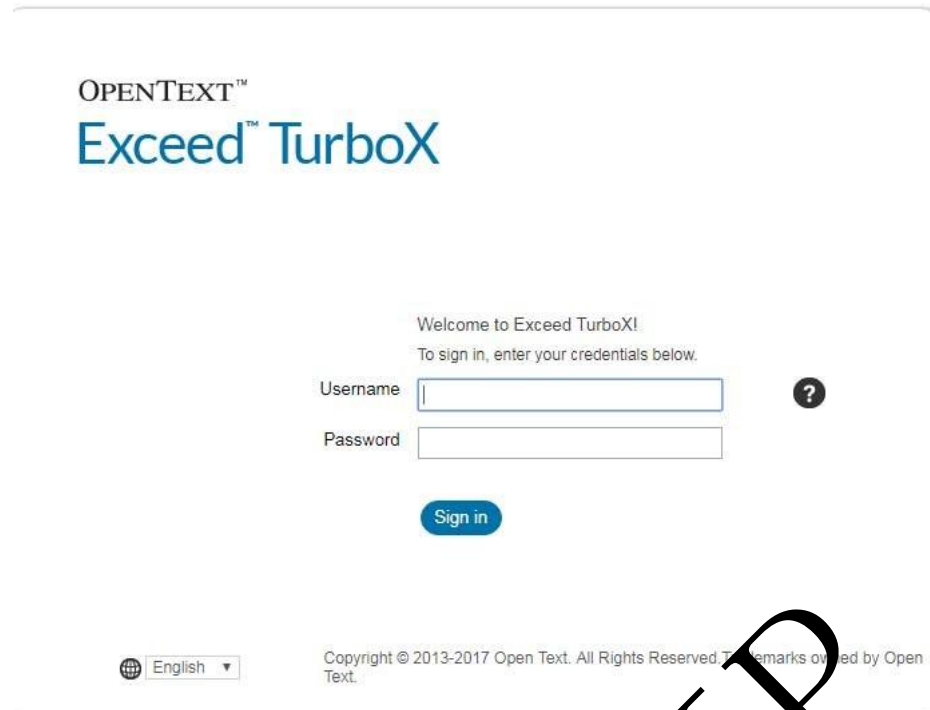 OPENTEXT™
Exceed™ TurboX
Welcome to Exceed TurboX!
To sign in, enter your credentials below.
Username
?
Password
Sign in
English ▼
Copyright © 2013-2017 Open Text. All Rights Reserved. by Open
Text.
D